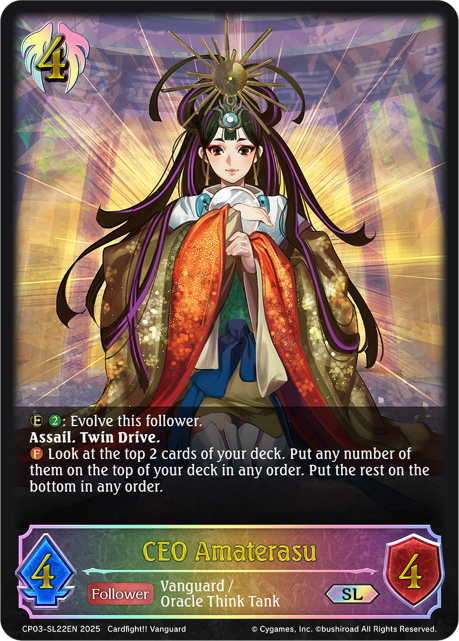 4
E 2: Evolve this follower.
Assail. Twin Drive.
F Look at the top 2 cards of your deck. Put any number of
them on the top of your deck in any order. Put the rest on the
bottom in any order.
CEO Amaterasu
4
Follower
Vanguard /
Oracle Think Tank
SL
4
CP03-SL22EN 2025 Cardfight!! Vanguard
© Cygames, Inc. ©bushiroad All Rights Reserved.